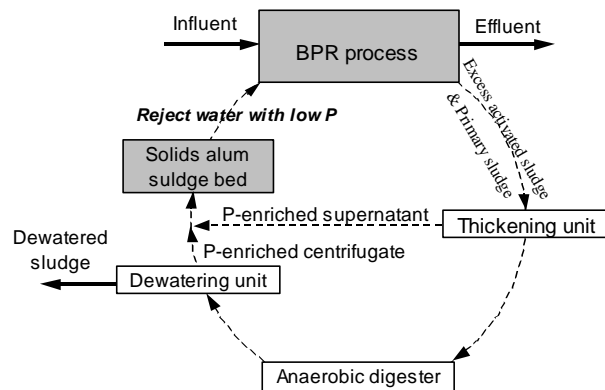 Influent
Effluent
BPR process
Excess activated sludge
& Primary sludge
Reject water with low P
Solids alum
suldge bed
P-enriched supernatant
Thickening unit
Dewatered
sludge
P-enriched centrifugate
Dewatering unit
Anaerobic digester